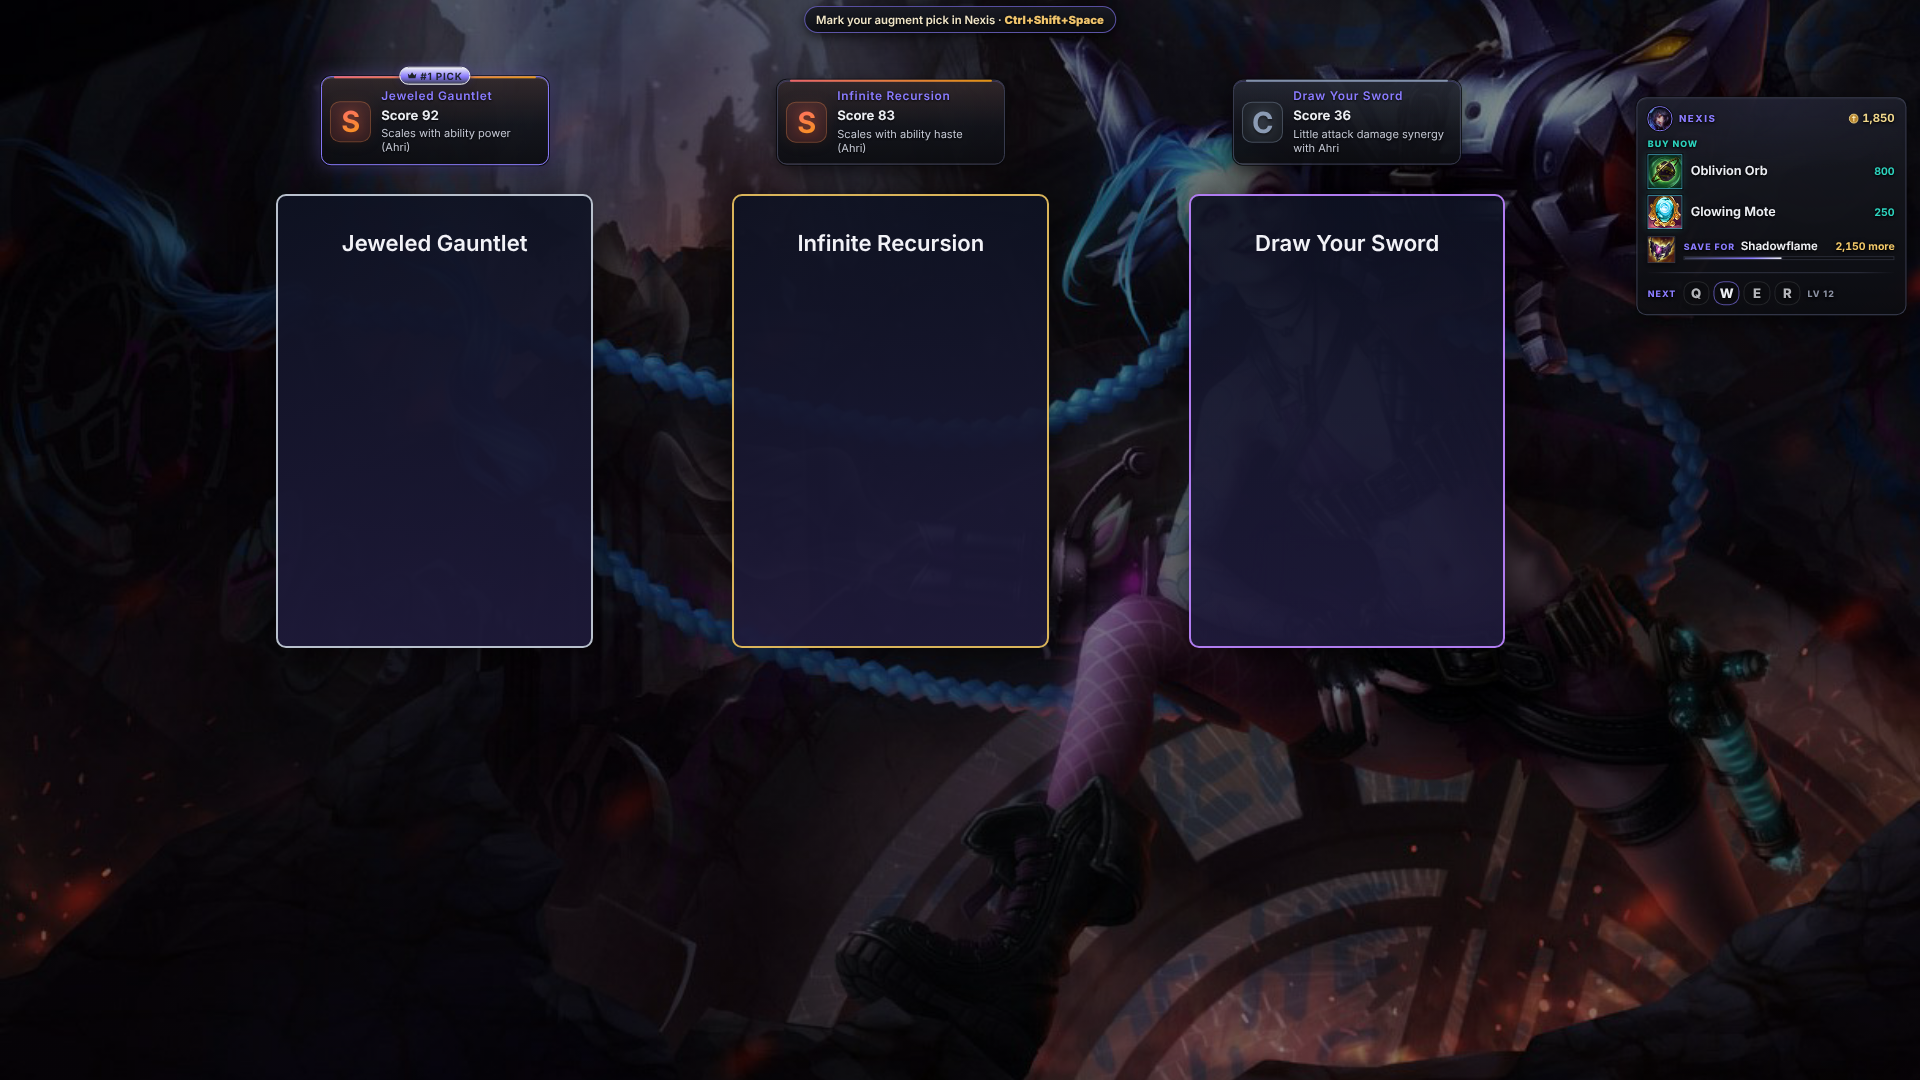 Mark your augment pick in Nexis · Ctrl+Shift+Space
#1 PICK
S
Jeweled Gauntlet
Score 92
Scales with ability power
(Ahri)
S
Infinite Recursion
Score 83
Scales with ability haste
(Ahri)
C
Draw Your Sword
Score 36
Little attack damage synergy
with Ahri
NEXIS 1,850
BUY NOW
Oblivion Orb 800
Glowing Mote 250
SAVE FOR Shadowflame 2,150 more
NEXT Q W E R LV 12
Jeweled Gauntlet
Infinite Recursion
Draw Your Sword